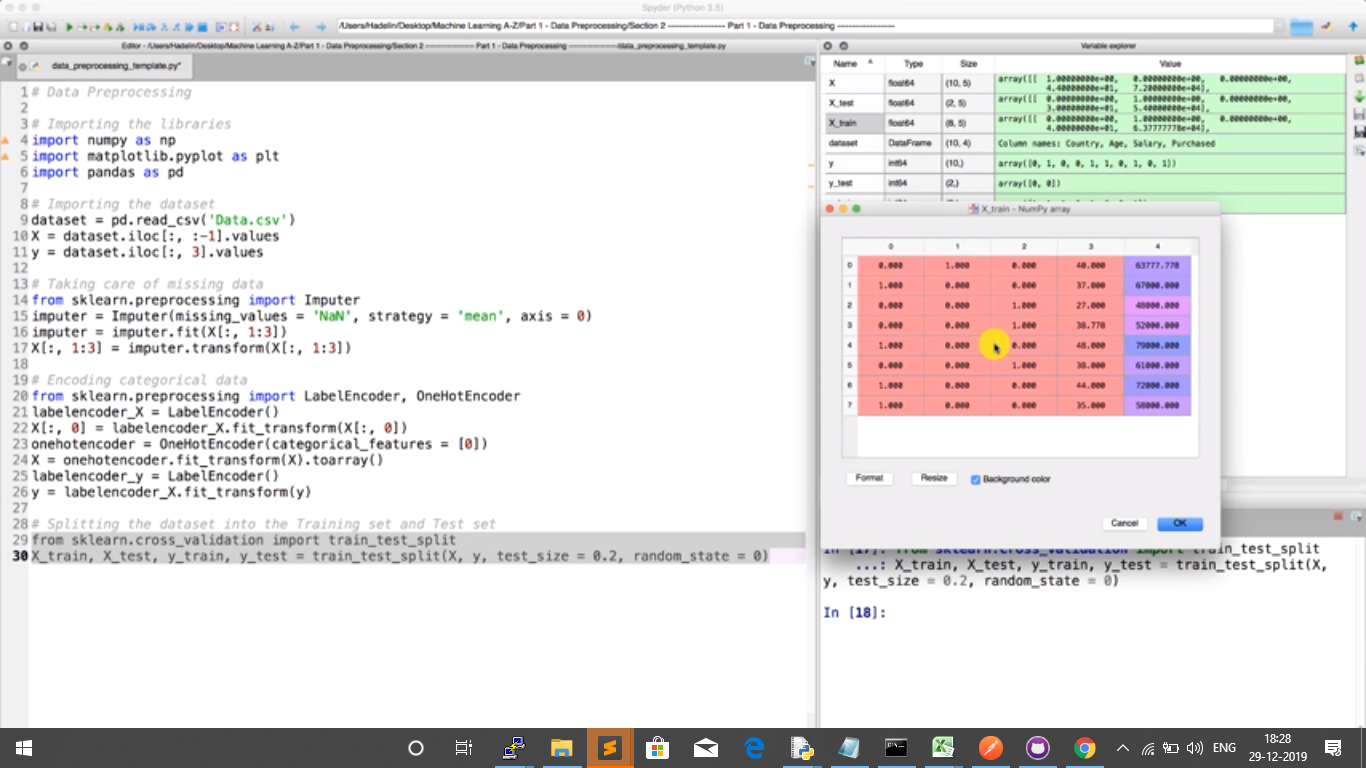 Spyder (Python 3.5)
/Users/Hadelin/Desktop/Machine Learning A-Z/Part 1 - Data Preprocessing/Section 2 -------------------- Part 1 - Data Preprocessing --------------------
Editor - /Users/Hadelin/Desktop/Machine Learning A-Z/Part 1 - Data Preprocessing/Section 2 -------------------- Part 1 - Data Preprocessing --------------------/data_preprocessing_template.py
data_preprocessing_template.py*
1 # Data Preprocessing
2
3 # Importing the libraries
4 import numpy as np
5 import matplotlib.pyplot as plt
6 import pandas as pd
7
8 # Importing the dataset
9 dataset = pd.read_csv('Data.csv')
10 X = dataset.iloc[:, :-1].values
11 y = dataset.iloc[:, 3].values
12
13 # Taking care of missing data
14 from sklearn.preprocessing import Imputer
15 imputer = Imputer(missing_values = 'NaN', strategy = 'mean', axis = 0)
16 imputer = imputer.fit(X[:, 1:3])
17 X[:, 1:3] = imputer.transform(X[:, 1:3])
18
19 # Encoding categorical data
20 from sklearn.preprocessing import LabelEncoder, OneHotEncoder
21 labelencoder_X = LabelEncoder()
22 X[:, 0] = labelencoder_X.fit_transform(X[:, 0])
23 onehotencoder = OneHotEncoder(categorical_features = [0])
24 X = onehotencoder.fit_transform(X).toarray()
25 labelencoder_y = LabelEncoder()
26 y = labelencoder_X.fit_transform(y)
27
28 # Splitting the dataset into the Training set and Test set
29 from sklearn.cross_validation import train_test_split
30 X_train, X_test, y_train, y_test = train_test_split(X, y, test_size = 0.2, random_state = 0)
Variable explorer
Name Type Size Value
X float64 (10, 5) array([[ 1.00000000e+00, 0.00000000e+00, 0.00000000e+00,
4.40000000e+01, 7.20000000e+04],
X_test float64 (2, 5) array([[ 0.00000000e+00, 1.00000000e+00, 0.00000000e+00,
3.00000000e+01, 5.40000000e+04],
X_train float64 (8, 5) array([[ 0.00000000e+00, 1.00000000e+00, 0.00000000e+00,
4.00000000e+01, 6.37777778e+04],
dataset DataFrame (10, 4) Column names: Country, Age, Salary, Purchased
y int64 (10,) array([0, 1, 0, 0, 1, 1, 0, 1, 0, 1])
y_test int64 (2,) array([0, 0])
X_train - NumPy array
0 1 2 3 4
0 0.000 1.000 0.000 40.000 63777.778
1 1.000 0.000 0.000 37.000 67000.000
2 0.000 0.000 1.000 27.000 48000.000
3 0.000 0.000 1.000 38.778 52000.000
4 1.000 0.000 0.000 48.000 79000.000
5 0.000 0.000 1.000 38.000 61000.000
6 1.000 0.000 0.000 44.000 72000.000
7 1.000 0.000 0.000 35.000 58000.000
Format Resize Background color
Cancel OK
In [17]: from sklearn.cross_validation import train_test_split
...: X_train, X_test, y_train, y_test = train_test_split(X,
y, test_size = 0.2, random_state = 0)
In [18]:
ENG
18:28
29-12-2019